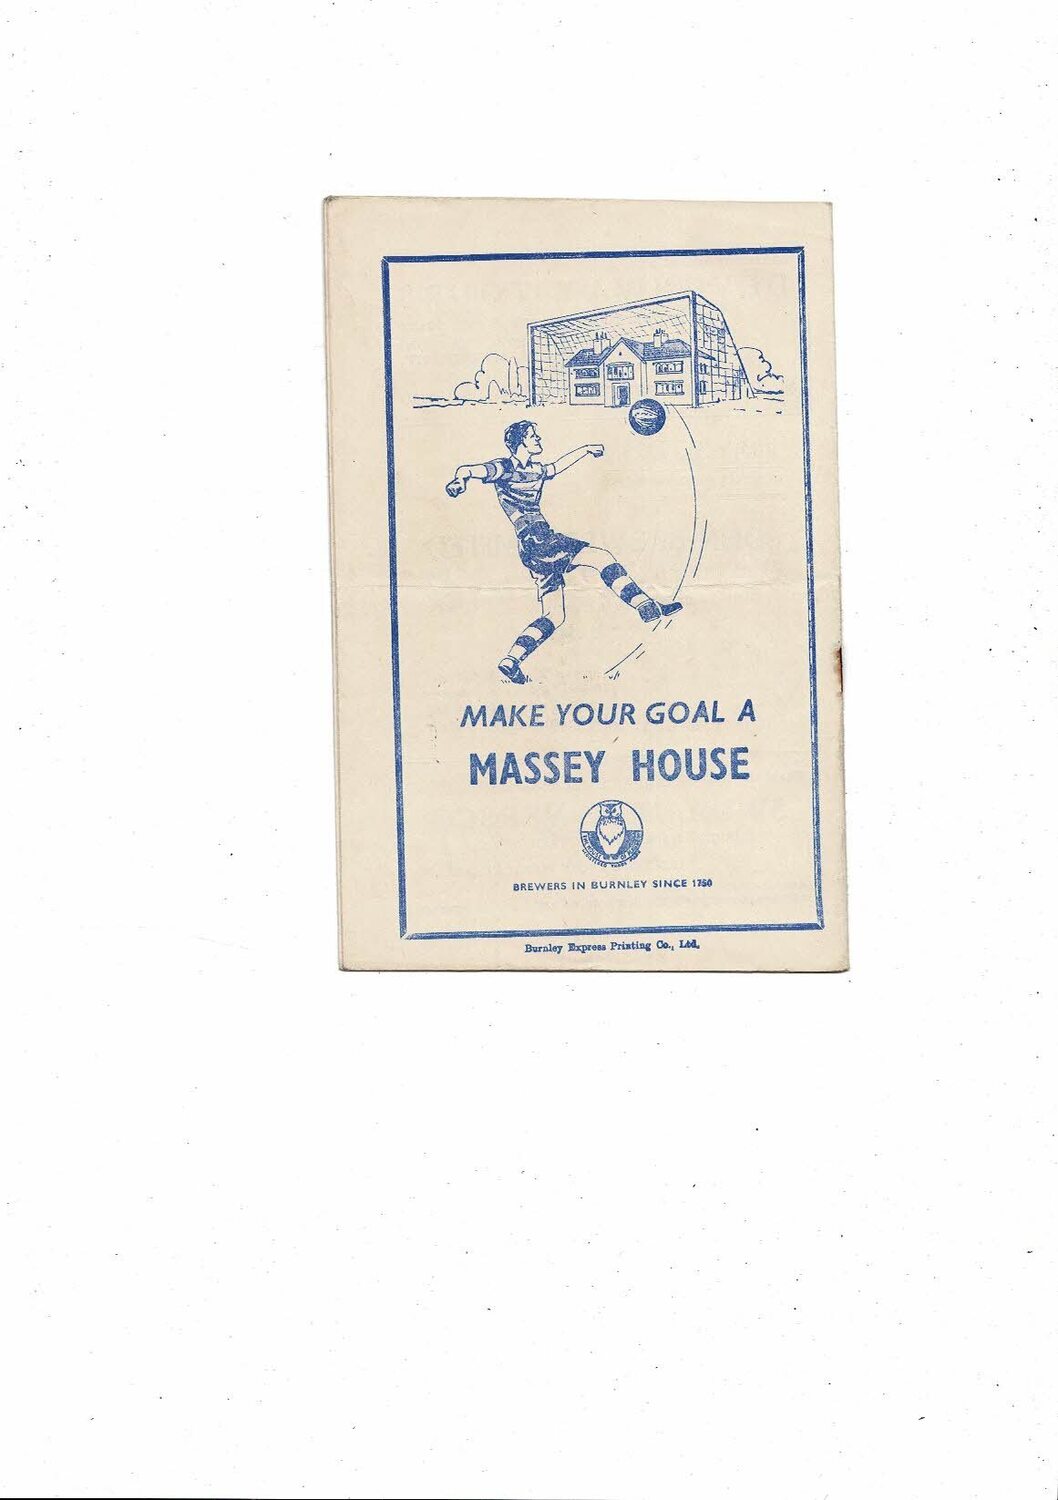 MAKE YOUR GOAL A
MASSEY HOUSE
BREWERS IN BURNLEY SINCE 1750
Burnley Express Printing Co., Ltd.